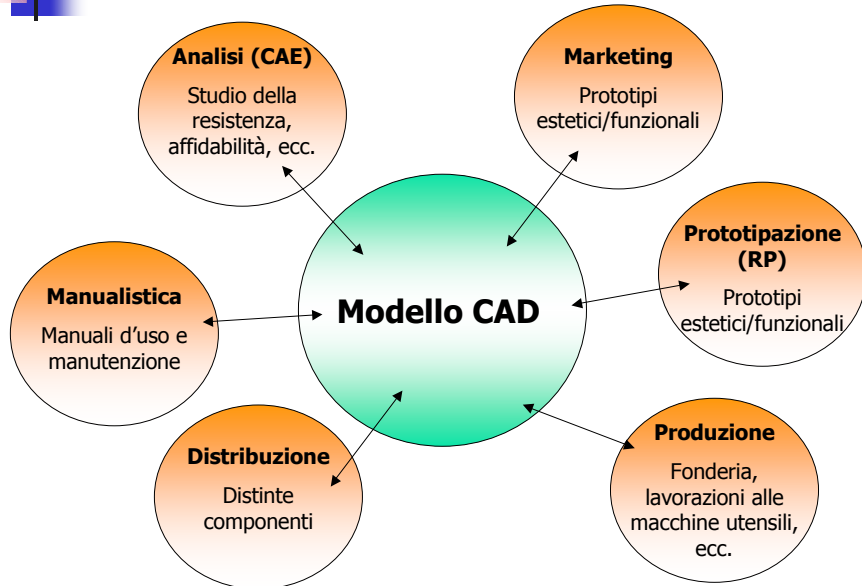 Analisi (CAE)
Studio della
resistenza,
affidabilità, ecc.
Marketing
Prototipi
estetici/funzionali
Prototipazione
(RP)
Prototipi
estetici/funzionali
Modello CAD
Manualistica
Manuali d'uso e
manutenzione
Distribuzione
Distinte
componenti
Produzione
Fonderia,
lavorazioni alle
macchine utensili,
ecc.